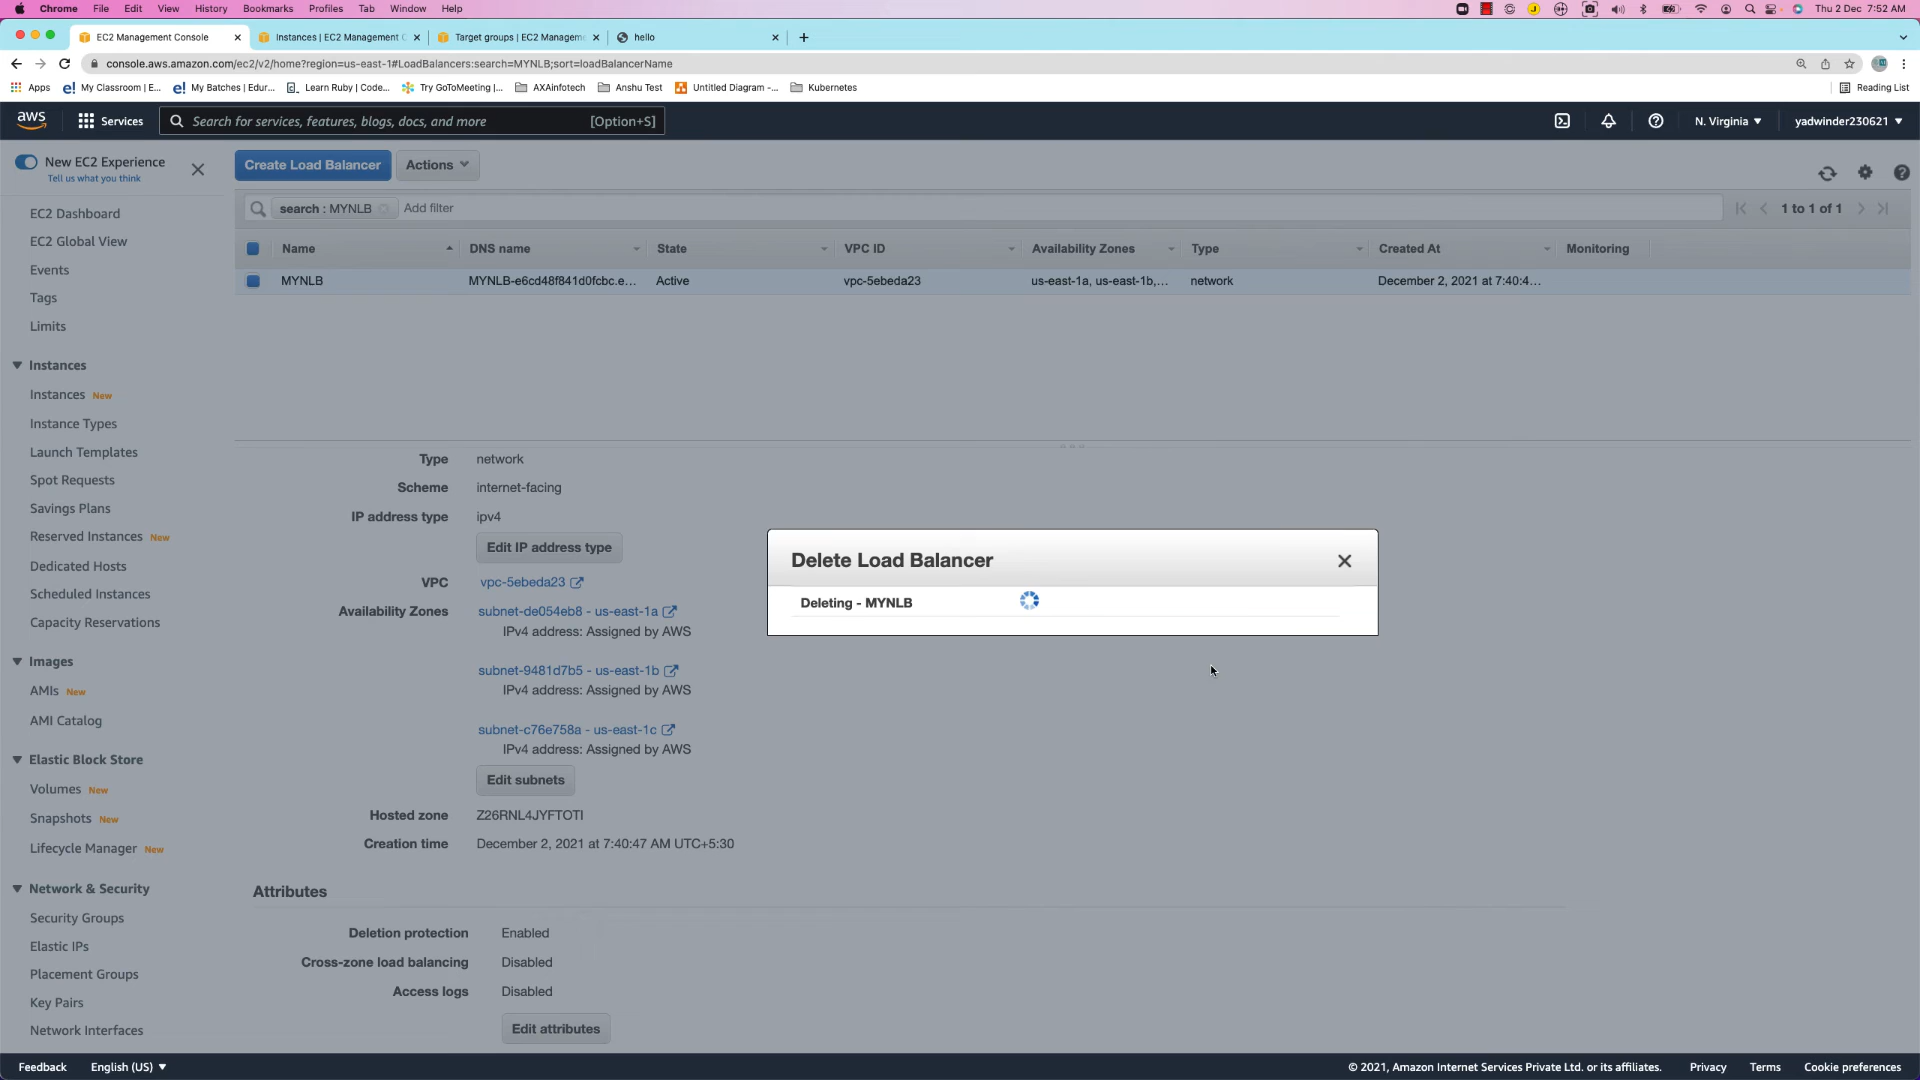 Chrome File Edit View History Bookmarks Profiles Tab Window Help Thu 2 Dec 7:52 AM
EC2 Management Console Instances | EC2 Management C Target groups | EC2 Manageme hello
console.aws.amazon.com/ec2/v2/home?region=us-east-1#LoadBalancers:search=MYNLB;sort=loadBalancerName
Apps My Classroom | E... My Batches | Edur... Learn Ruby | Code... Try GoToMeeting |... AXAinfotech Anshu Test Untitled Diagram -... Kubernetes Reading List
aws Services Search for services, features, blogs, docs, and more [Option+S] N. Virginia yadwinder230621
New EC2 Experience
Tell us what you think
Create Load Balancer Actions
search : MYNLB Add filter 1 to 1 of 1
Name DNS name State VPC ID Availability Zones Type Created At Monitoring
MYNLB MYNLB-e6cd48f841d0fcbc.e... Active vpc-5ebeda23 us-east-1a, us-east-1b,... network December 2, 2021 at 7:40:4...
EC2 Dashboard
EC2 Global View
Events
Tags
Limits
Instances
Instances New
Instance Types
Launch Templates
Spot Requests
Savings Plans
Reserved Instances New
Dedicated Hosts
Scheduled Instances
Capacity Reservations
Images
AMIs New
AMI Catalog
Elastic Block Store
Volumes New
Snapshots New
Lifecycle Manager New
Network & Security
Security Groups
Elastic IPs
Placement Groups
Key Pairs
Network Interfaces
Type network
Scheme internet-facing
IP address type ipv4
Edit IP address type
VPC vpc-5ebeda23
Availability Zones subnet-de054eb8 - us-east-1a
IPv4 address: Assigned by AWS
subnet-9481d7b5 - us-east-1b
IPv4 address: Assigned by AWS
subnet-c76e758a - us-east-1c
IPv4 address: Assigned by AWS
Edit subnets
Hosted zone Z26RNL4JYFTOTI
Creation time December 2, 2021 at 7:40:47 AM UTC+5:30
Attributes
Deletion protection Enabled
Cross-zone load balancing Disabled
Access logs Disabled
Edit attributes
Delete Load Balancer
Deleting - MYNLB
Feedback English (US) © 2021, Amazon Internet Services Private Ltd. or its affiliates. Privacy Terms Cookie preferences